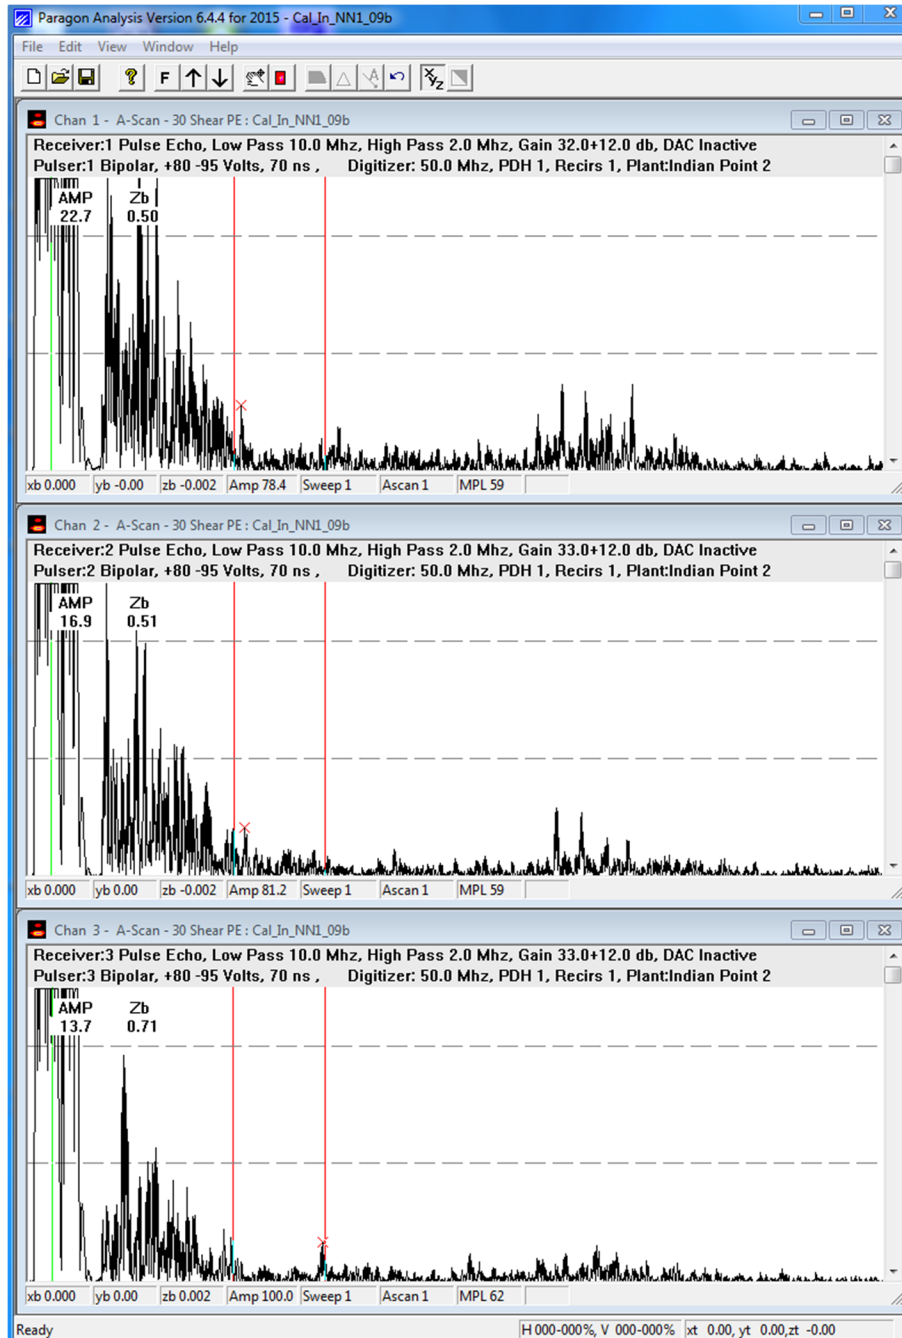 Paragon Analysis Version 6.4.4 for 2015 - Cal_In_NN1_09b
File Edit View Window Help
F
XYZ
Chan 1 - A-Scan - 30 Shear PE : Cal_In_NN1_09b
Receiver:1 Pulse Echo, Low Pass 10.0 Mhz, High Pass 2.0 Mhz, Gain 32.0+12.0 db, DAC Inactive
Pulser:1 Bipolar, +80 -95 Volts, 70 ns , Digitizer: 50.0 Mhz, PDH 1, Recirs 1, Plant:Indian Point 2
AMP Zb
22.7 0.50
xb 0.000 yb -0.00 zb -0.002 Amp 78.4 Sweep 1 Ascan 1 MPL 59
Chan 2 - A-Scan - 30 Shear PE : Cal_In_NN1_09b
Receiver:2 Pulse Echo, Low Pass 10.0 Mhz, High Pass 2.0 Mhz, Gain 33.0+12.0 db, DAC Inactive
Pulser:2 Bipolar, +80 -95 Volts, 70 ns , Digitizer: 50.0 Mhz, PDH 1, Recirs 1, Plant:Indian Point 2
AMP Zb
16.9 0.51
xb 0.000 yb 0.00 zb -0.002 Amp 81.2 Sweep 1 Ascan 1 MPL 59
Chan 3 - A-Scan - 30 Shear PE : Cal_In_NN1_09b
Receiver:3 Pulse Echo, Low Pass 10.0 Mhz, High Pass 2.0 Mhz, Gain 33.0+12.0 db, DAC Inactive
Pulser:3 Bipolar, +80 -95 Volts, 70 ns , Digitizer: 50.0 Mhz, PDH 1, Recirs 1, Plant:Indian Point 2
AMP Zb
13.7 0.71
xb 0.000 yb 0.00 zb 0.002 Amp 100.0 Sweep 1 Ascan 1 MPL 62
Ready H 000-000%, V 000-000% xt 0.00, yt 0.00,zt -0.00